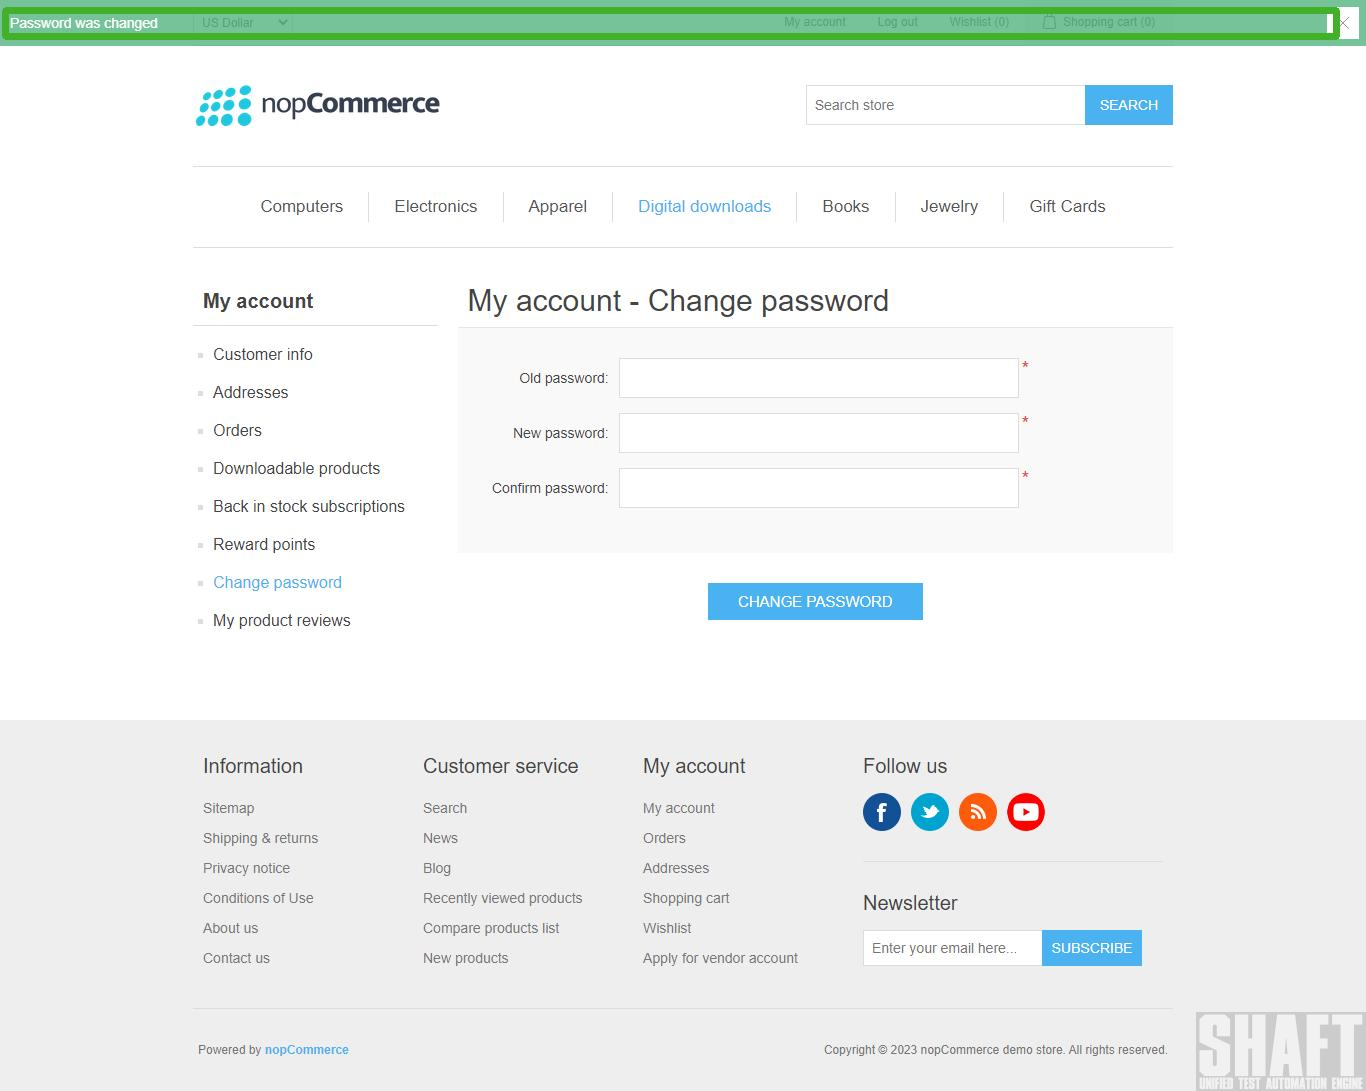 Password was changed
US Dollar
My account
Log out
Wishlist (0)
Shopping cart (0)
nopCommerce
Search store
SEARCH
Computers
Electronics
Apparel
Digital downloads
Books
Jewelry
Gift Cards
My account
Customer info
Addresses
Orders
Downloadable products
Back in stock subscriptions
Reward points
Change password
My product reviews
My account - Change password
Old password: *
New password: *
Confirm password: *
CHANGE PASSWORD
Information
Sitemap
Shipping & returns
Privacy notice
Conditions of Use
About us
Contact us
Customer service
Search
News
Blog
Recently viewed products
Compare products list
New products
My account
My account
Orders
Addresses
Shopping cart
Wishlist
Apply for vendor account
Follow us
Newsletter
Enter your email here...
SUBSCRIBE
Powered by nopCommerce
Copyright © 2023 nopCommerce demo store. All rights reserved.
SHAFT
UNIFIED TEST AUTOMATION ENGINE